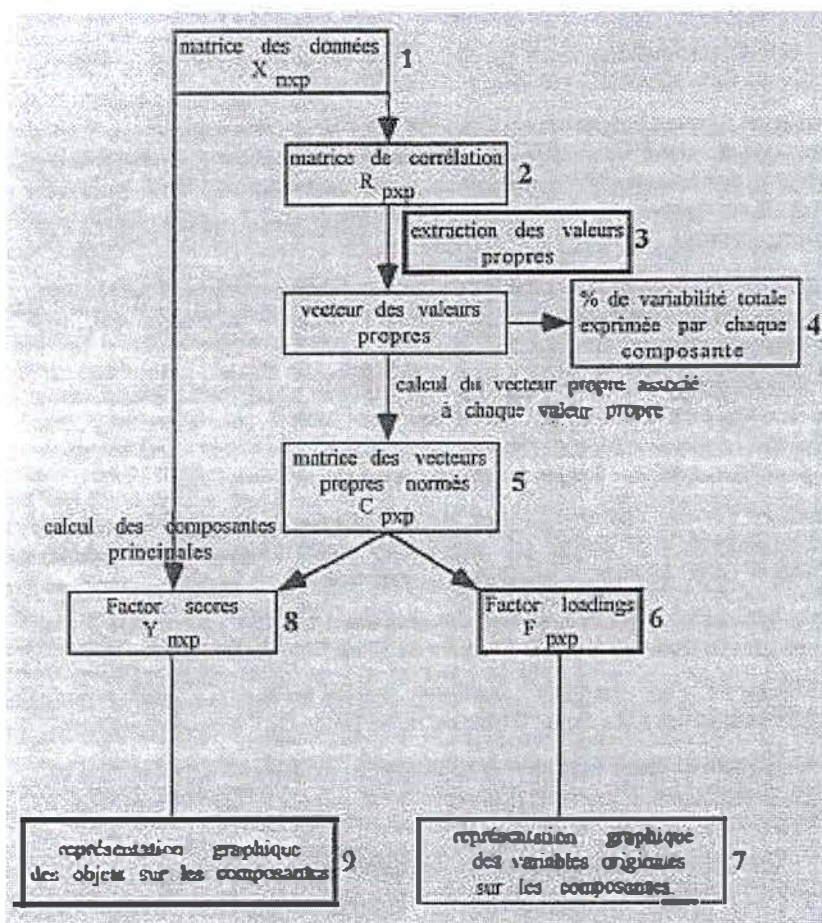 matrice des données
X nxp
1
matrice de corrélation
R pxp
2
extraction des valeurs
propres
3
vecteur des valeurs
propres
% de variabilité totale
exprimée par chaque
composante
4
calcul du vecteur propre associé
à chaque valeur propre
matrice des vecteurs
propres normés
C pxp
5
calcul des composantes
principales
Factor scores
Y nxp
8
Factor loadings
F pxp
6
représentation graphique
des objets sur les composantes
9
représentation graphique
des variables originales
sur les composantes
7